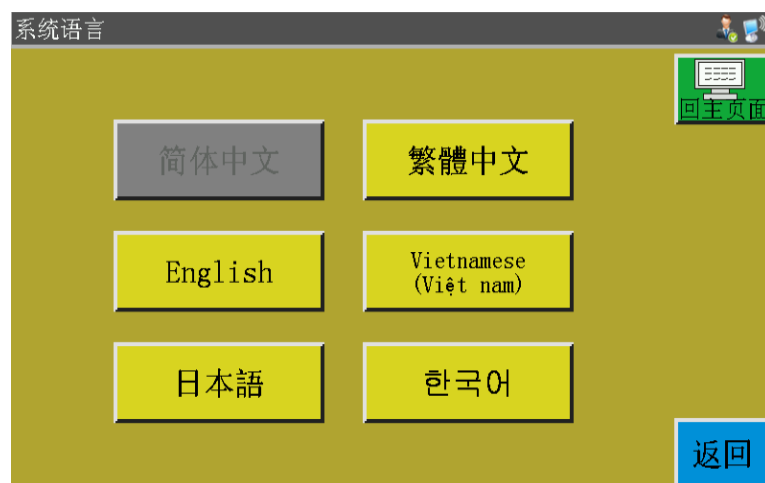 系统语言
回主页面
简体中文
繁體中文
English
Vietnamese
(Việt nam)
日本語
한국어
返回